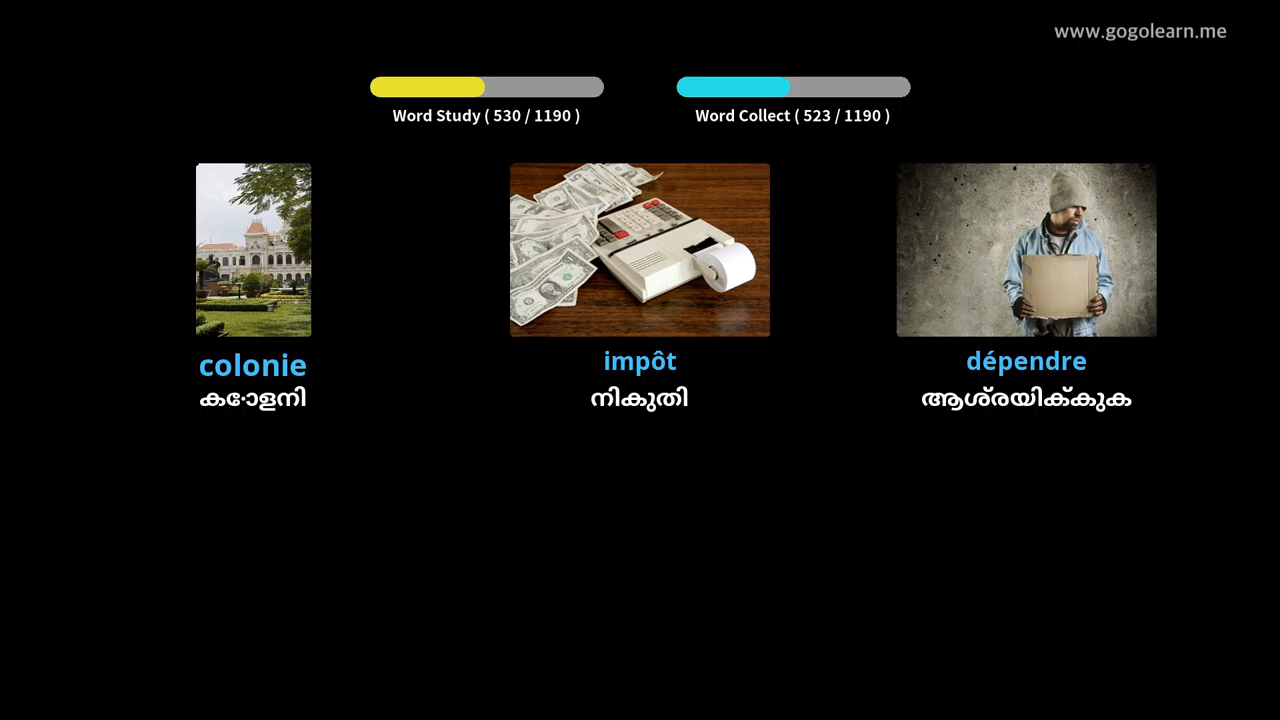 www.gogolearn.me
Word Study ( 530 / 1190 )
Word Collect ( 523 / 1190 )
colonie
കോളനി
impôt
നികുതി
dépendre
ആശ്രയിക്കുക